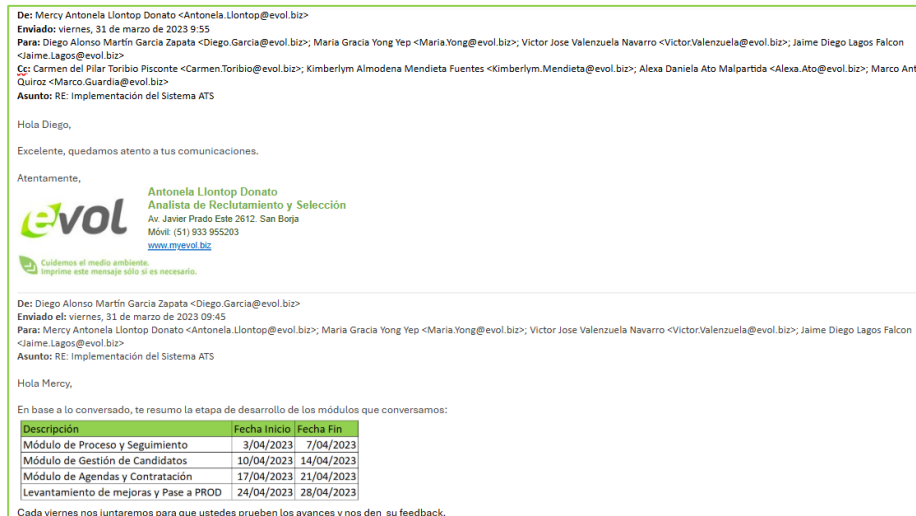 De: Mercy Antonela Llontop Donato <Antonela.Llontop@evol.biz>
Enviado: viernes, 31 de marzo de 2023 9:55
Para: Diego Alonso Martín Garcia Zapata <Diego.Garcia@evol.biz>; Maria Gracia Yong Yep <Maria.Yong@evol.biz>; Victor Jose Valenzuela Navarro <Victor.Valenzuela@evol.biz>; Jaime Diego Lagos Falcon
<Jaime.Lagos@evol.biz>
Cc: Carmen del Pilar Toribio Pisconte <Carmen.Toribio@evol.biz>; Kimberlym Almodena Mendieta Fuentes <Kimberlym.Mendieta@evol.biz>; Alexa Daniela Ato Malpartida <Alexa.Ato@evol.biz>; Marco Ant
Quiroz <Marco.Guardia@evol.biz>
Asunto: RE: Implementación del Sistema ATS
Hola Diego,
Excelente, quedamos atento a tus comunicaciones.
Atentamente,
evol
Antonela Llontop Donato
Analista de Reclutamiento y Selección
Av. Javier Prado Este 2612. San Borja
Móvil: (51) 933 955203
www.myevol.biz
Cuidemos el medio ambiente.
Imprime este mensaje sólo si es necesario.
De: Diego Alonso Martín Garcia Zapata <Diego.Garcia@evol.biz>
Enviado el: viernes, 31 de marzo de 2023 09:45
Para: Mercy Antonela Llontop Donato <Antonela.Llontop@evol.biz>; Maria Gracia Yong Yep <Maria.Yong@evol.biz>; Victor Jose Valenzuela Navarro <Victor.Valenzuela@evol.biz>; Jaime Diego Lagos Falcon
<Jaime.Lagos@evol.biz>
Asunto: RE: Implementación del Sistema ATS
Hola Mercy,
En base a lo conversado, te resumo la etapa de desarrollo de los módulos que conversamos:
Descripción Fecha Inicio Fecha Fin
Módulo de Proceso y Seguimiento 3/04/2023 7/04/2023
Módulo de Gestión de Candidatos 10/04/2023 14/04/2023
Módulo de Agendas y Contratación 17/04/2023 21/04/2023
Levantamiento de mejoras y Pase a PROD 24/04/2023 28/04/2023
Cada viernes nos juntaremos para que ustedes prueben los avances y nos den su feedback.